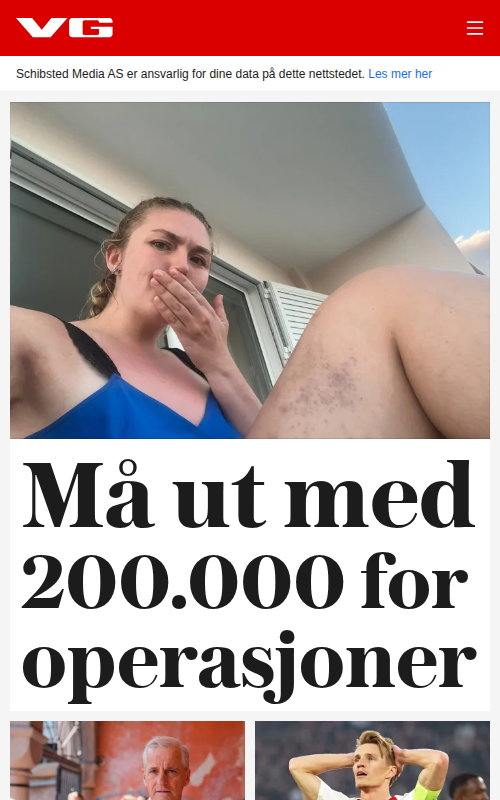 VG
Schibsted Media AS er ansvarlig for dine data på dette nettstedet. Les mer her
Må ut med
200.000 for
operasjoner